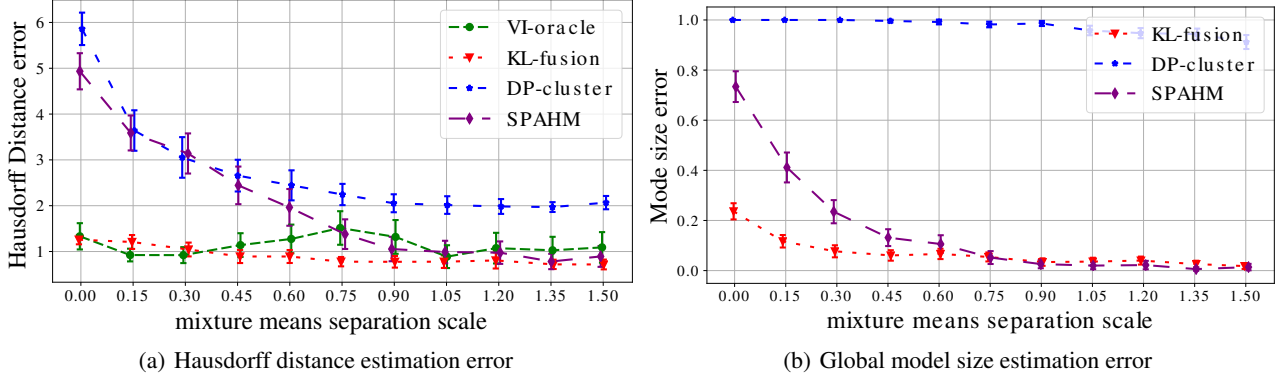 Hausdorff Distance error
6
5
4
3
2
1
0.00 0.15 0.30 0.45 0.60 0.75 0.90 1.05 1.20 1.35 1.50
mixture means separation scale
VI-oracle
KL-fusion
DP-cluster
SPAHM
(a) Hausdorff distance estimation error
Mode size error
1.0
0.8
0.6
0.4
0.2
0.0
0.00 0.15 0.30 0.45 0.60 0.75 0.90 1.05 1.20 1.35 1.50
mixture means separation scale
KL-fusion
DP-cluster
SPAHM
(b) Global model size estimation error